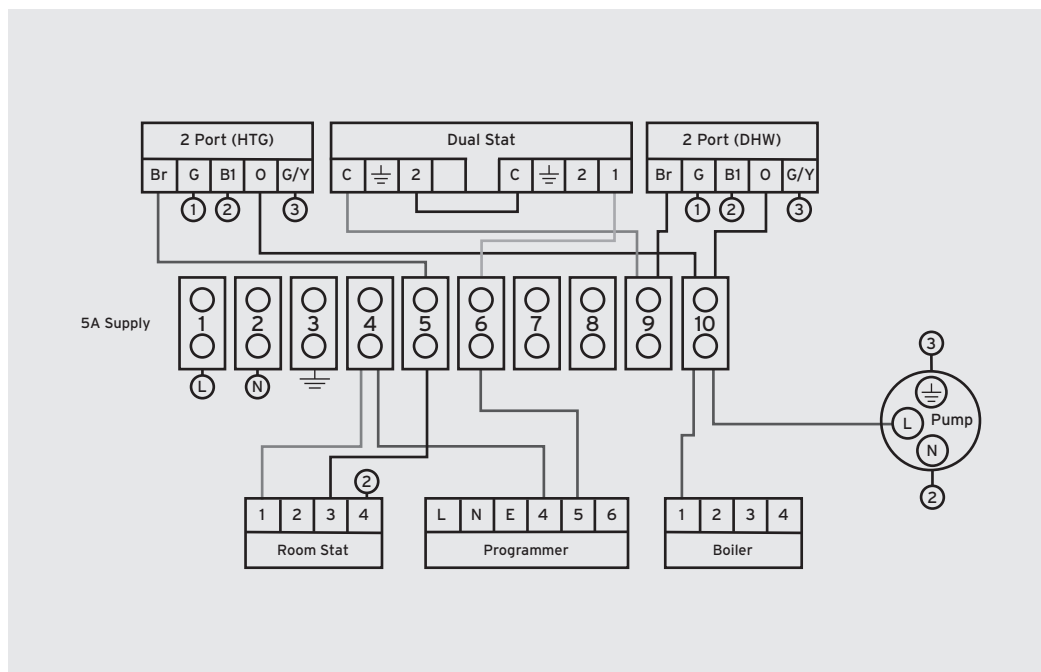 2 Port (HTG)
Dual Stat
2 Port (DHW)
Br G B1 O G/Y
C 2 C 2 1
Br G B1 O G/Y
1 2 3
1 2 3
5A Supply
1 2 3 4 5 6 7 8 9 10
L N
3
L Pump
N
2
2
1 2 3 4
Room Stat
L N E 4 5 6
Programmer
1 2 3 4
Boiler